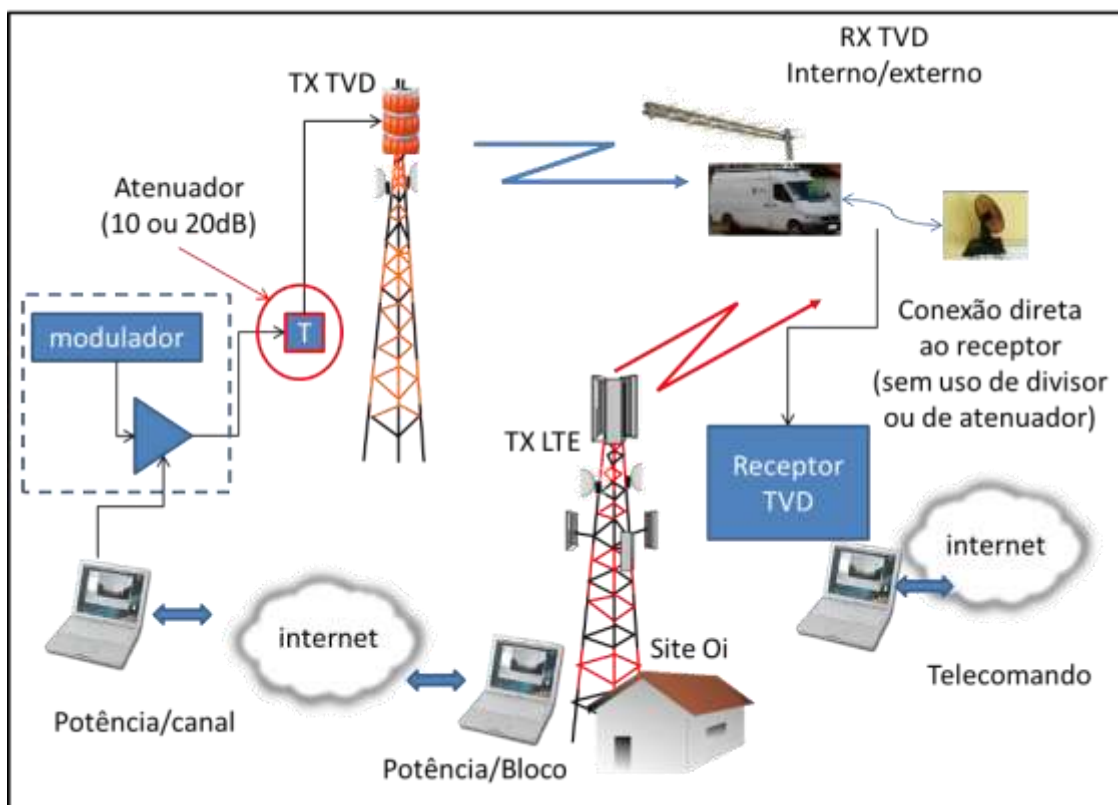 TX TVD
RX TVD
Interno/externo
Atenuador
(10 ou 20dB)
modulador
T
Conexão direta
ao receptor
(sem uso de divisor
ou de atenuador)
TX LTE
Receptor
TVD
internet
internet
Site Oi
Telecomando
Potência/canal
Potência/Bloco